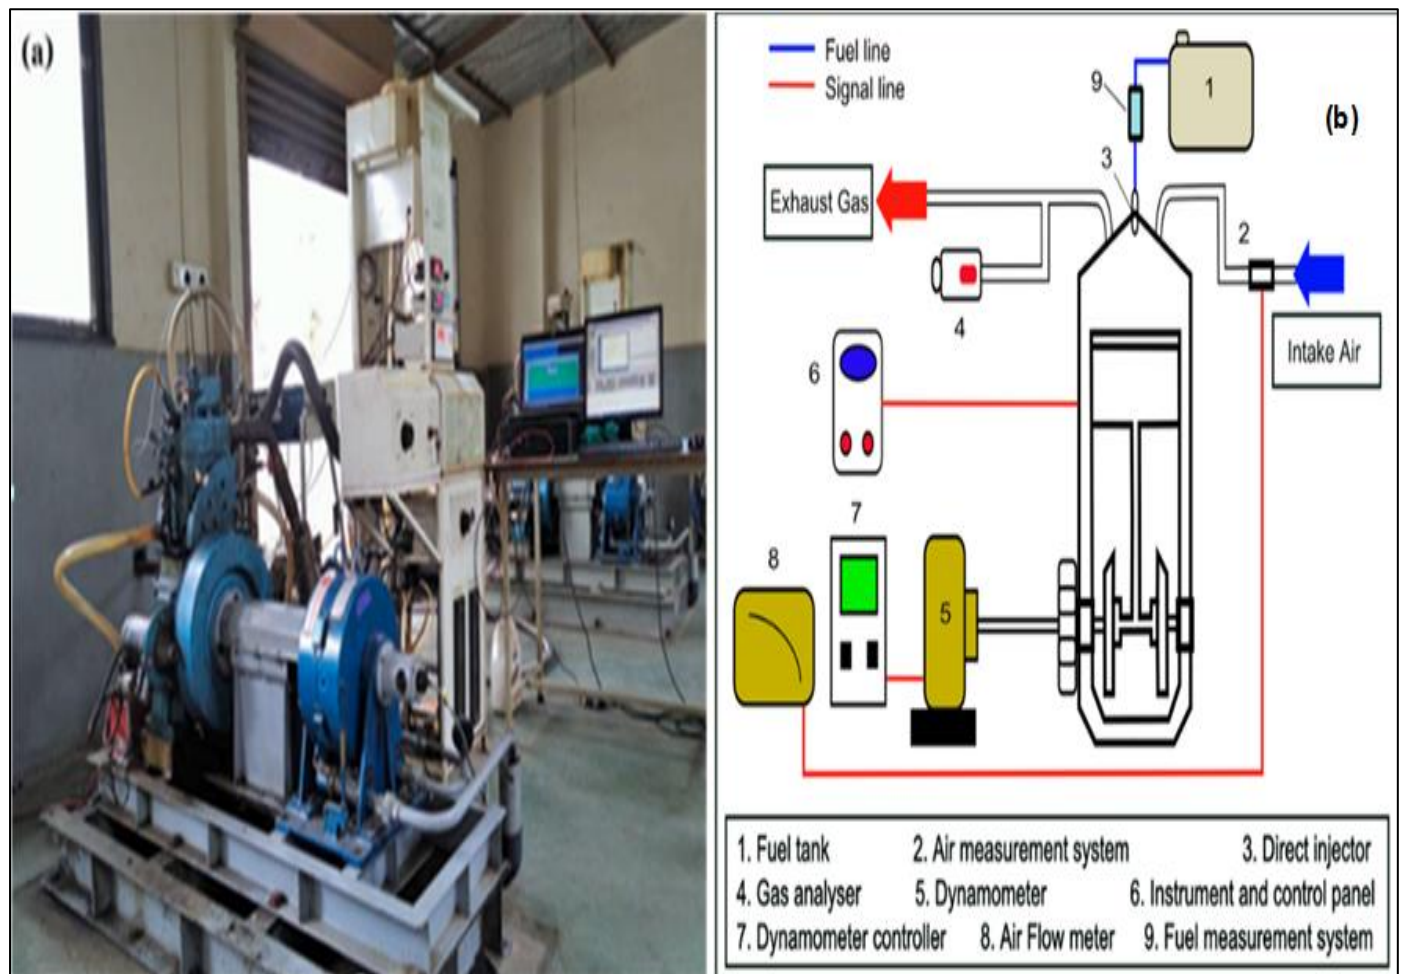 (a)
Fuel line
Signal line
9
1
(b)
3
Exhaust Gas
2
4
Intake Air
6
7
8
5
1. Fuel tank 2. Air measurement system 3. Direct injector
4. Gas analyser 5. Dynamometer 6. Instrument and control panel
7. Dynamometer controller 8. Air Flow meter 9. Fuel measurement system